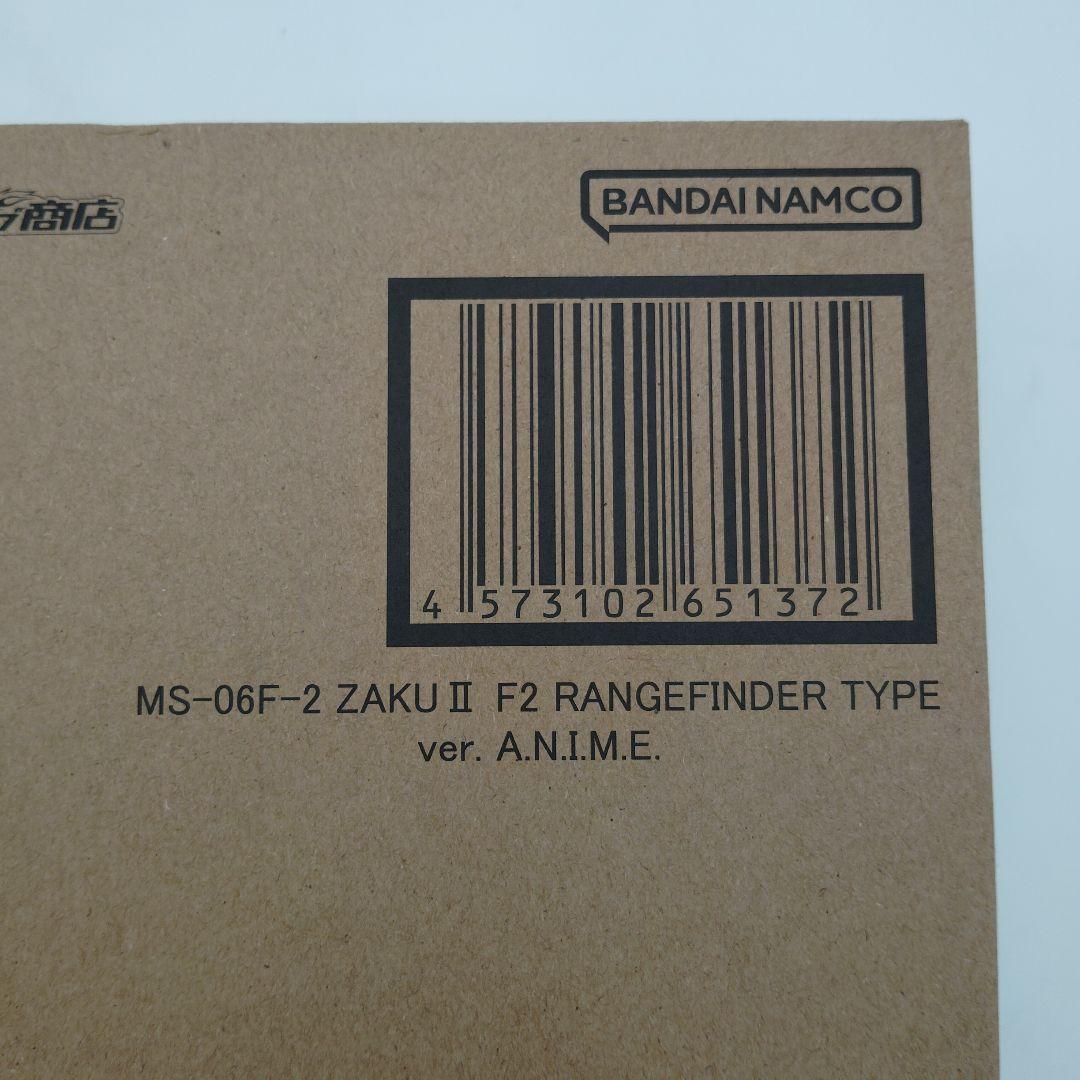 商店
BANDAI NAMCO
4 573102 651372
MS-06F-2 ZAKU Ⅱ F2 RANGEFINDER TYPE
ver. A.N.I.M.E.